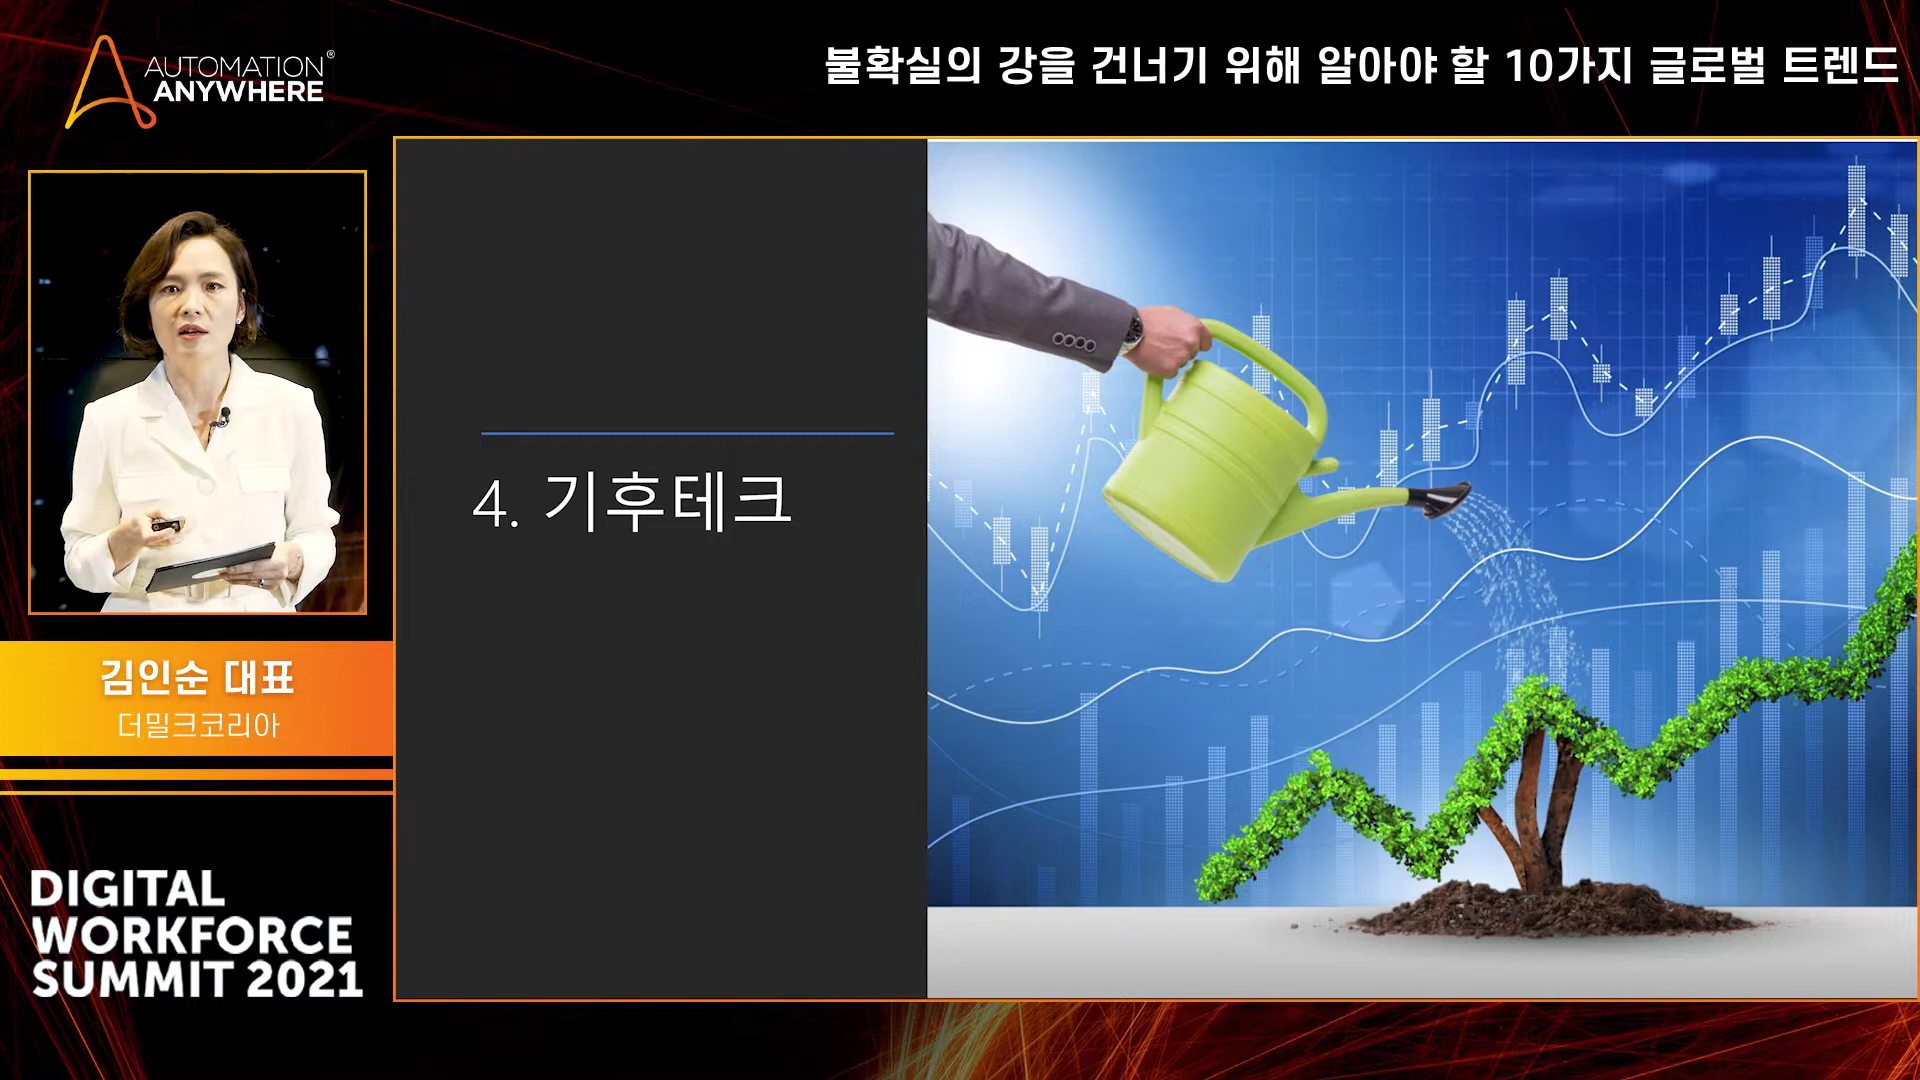 AUTOMATION®
ANYWHERE
불확실의 강을 건너기 위해 알아야 할 10가지 글로벌 트렌드
4. 기후테크
김인순 대표
더밀크코리아
DIGITAL
WORKFORCE
SUMMIT 2021